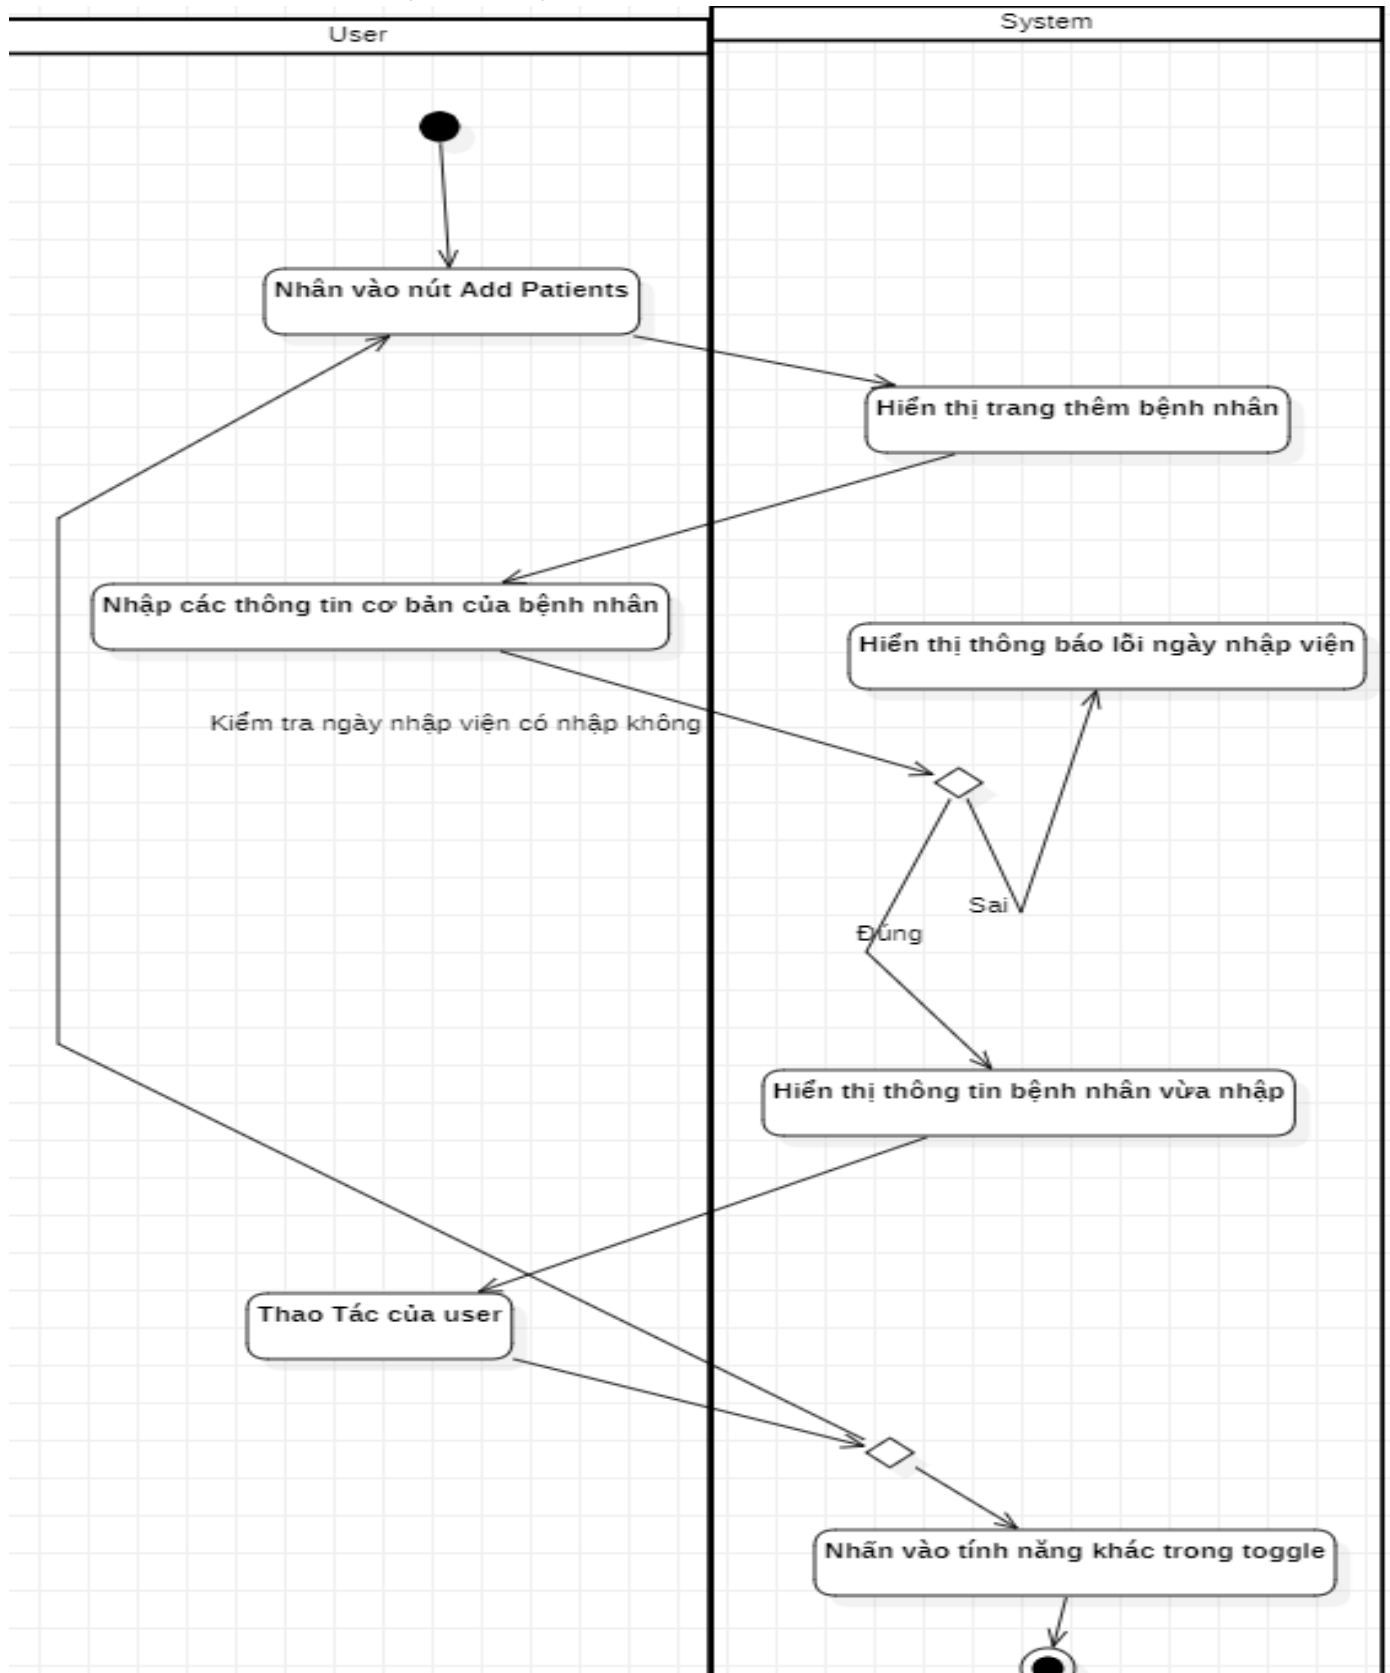 User
System
Nhân vào nút Add Patients
Hiển thị trang thêm bệnh nhân
Nhập các thông tin cơ bản của bệnh nhân
Hiển thị thông báo lỗi ngày nhập viện
Kiểm tra ngày nhập viện có nhập không
Sai
Đúng
Hiển thị thông tin bệnh nhân vừa nhập
Thao Tác của user
Nhấn vào tính năng khác trong toggle